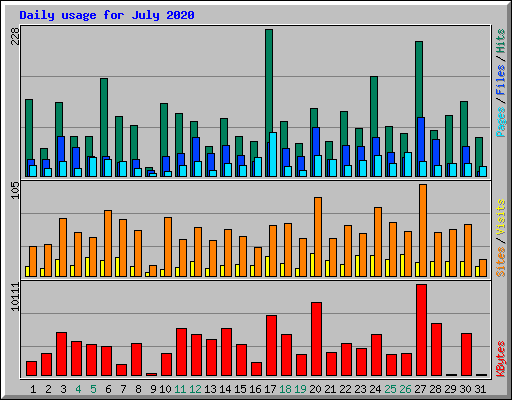 Daily usage for July 2020
228
Pages / Files / Hits
105
Sites / Visits
10111
KBytes
1 2 3 4 5 6 7 8 9 10 11 12 13 14 15 16 17 18 19 20 21 22 23 24 25 26 27 28 29 30 31